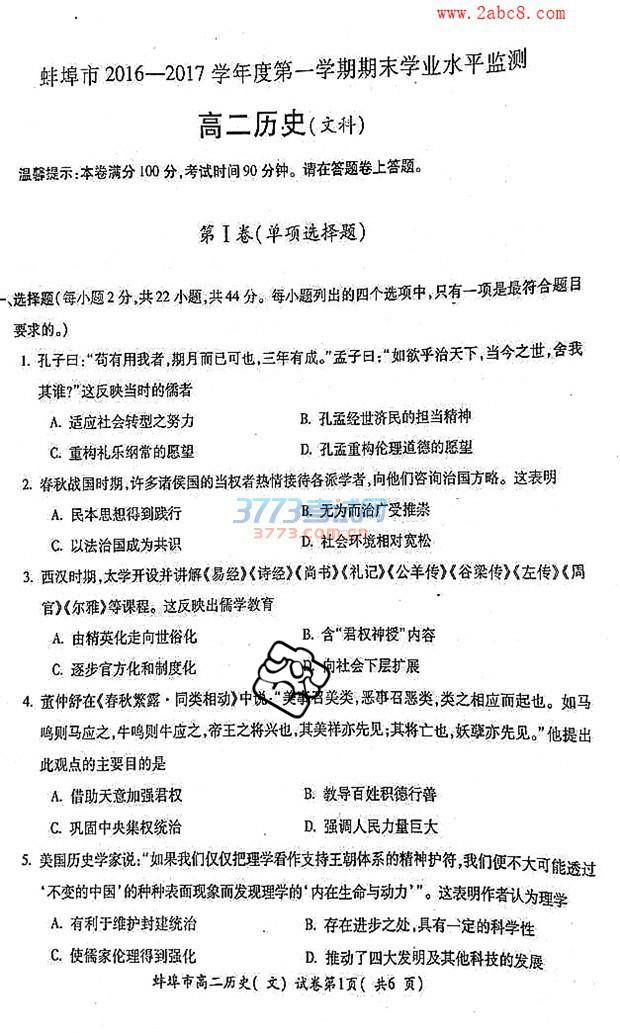 www.2abc8.com
蚌埠市2016—2017学年度第一学期期末学业水平监测
高二历史(文科)
温馨提示:本卷满分100分,考试时间90分钟。请在答题卷上答题。
第Ⅰ卷(单项选择题)
一、选择题(每小题2分,共22小题,共44分。每小题列出的四个选项中,只有一项是最符合题目
要求的。)
1. 孔子曰:“苟有用我者,期月而已可也,三年有成。”孟子曰:“如欲乎治天下,当今之世,舍我
其谁?”这反映当时的儒者
A. 适应社会转型之努力 B. 孔孟经世济民的担当精神
C. 重构礼乐纲常的愿望 D. 孔孟重构伦理道德的愿望
2. 春秋战国时期,许多诸侯国的当权者热情接待各派学者,向他们咨询治国方略。这表明
A. 民本思想得到践行 B. 无为而治广受推崇
3773考试网
3773.com.cn
C. 以法治国成为共识 D. 社会环境相对宽松
3. 西汉时期,太学开设并讲解《易经》《诗经》《尚书》《礼记》《公羊传》《谷梁传》《左传》《周
官》《尔雅》等课程。这反映出儒学教育
A. 由精英化走向世俗化 B. 含“君权神授”内容
C. 逐步官方化和制度化 D. 向社会下层扩展
4. 董仲舒在《春秋繁露·同类相动》中说:“美事召美类,恶事召恶类,类之相应而起也。如马
鸣则马应之,牛鸣则牛应之,帝王之将兴也,其美祥亦先见;其将亡也,妖孽亦先见。”他提出
此观点的主要目的是
A. 借助天意加强君权 B. 教导百姓积德行善
C. 巩固中央集权统治 D. 强调人民力量巨大
5. 美国历史学家说:“如果我们仅仅把理学看作支持王朝体系的精神护符,我们便不大可能透过
‘不变的中国’的种种表面现象而发现理学的‘内在生命与动力’”。这表明作者认为理学
A. 有利于维护封建统治 B. 存在进步之处,具有一定的科学性
C. 使儒家伦理得到强化 D. 推动了四大发明及其他科技的发展
蚌埠市高二历史(文)试卷第1页(共6页)